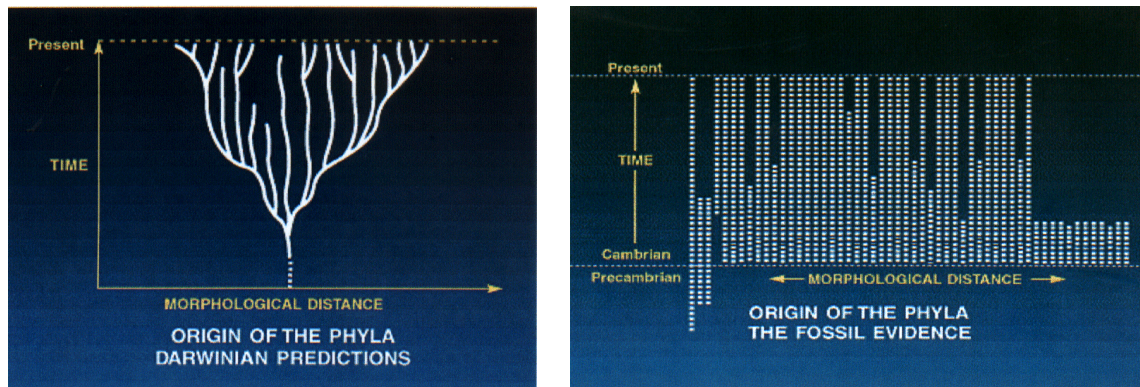 Present
TIME
MORPHOLOGICAL DISTANCE
ORIGIN OF THE PHYLA
DARWINIAN PREDICTIONS
Present
TIME
Cambrian
Precambrian
MORPHOLOGICAL DISTANCE
ORIGIN OF THE PHYLA
THE FOSSIL EVIDENCE